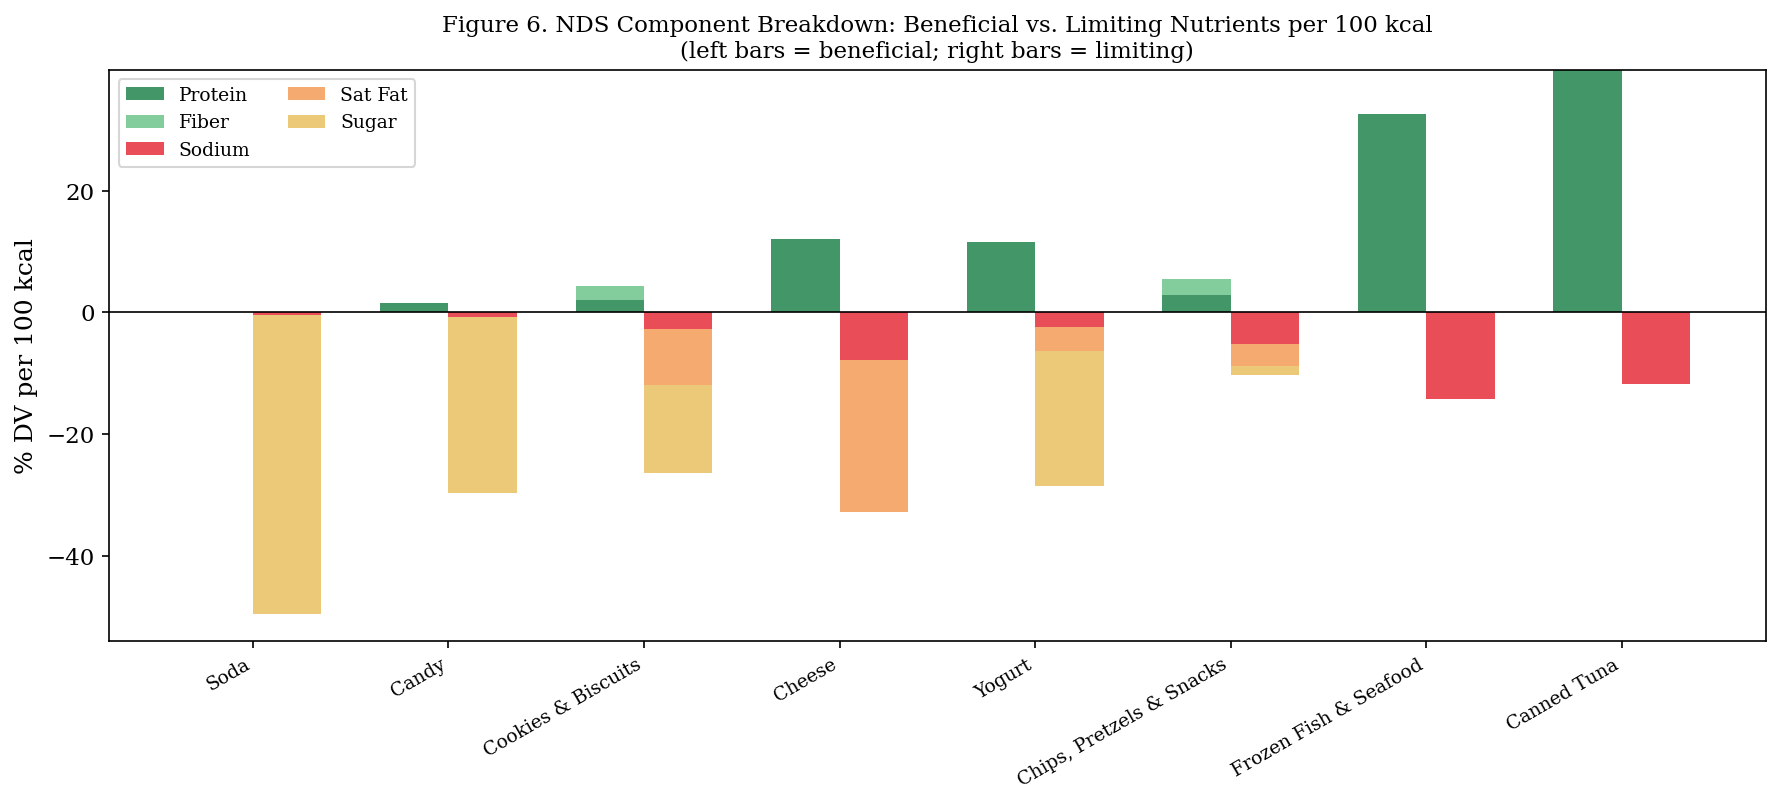 Figure 6. NDS Component Breakdown: Beneficial vs. Limiting Nutrients per 100 kcal
(left bars = beneficial; right bars = limiting)
Protein
Fiber
Sodium
Sat Fat
Sugar
% DV per 100 kcal
20
0
−20
−40
Soda
Candy
Cookies & Biscuits
Cheese
Yogurt
Chips, Pretzels & Snacks
Frozen Fish & Seafood
Canned Tuna